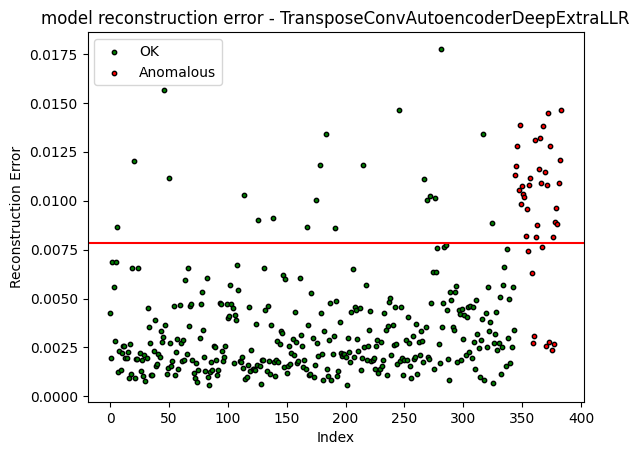 model reconstruction error - TransposeConvAutoencoderDeepExtraLLR
OK
Anomalous
Reconstruction Error
0.0175
0.0150
0.0125
0.0100
0.0075
0.0050
0.0025
0.0000
0 50 100 150 200 250 300 350 400
Index